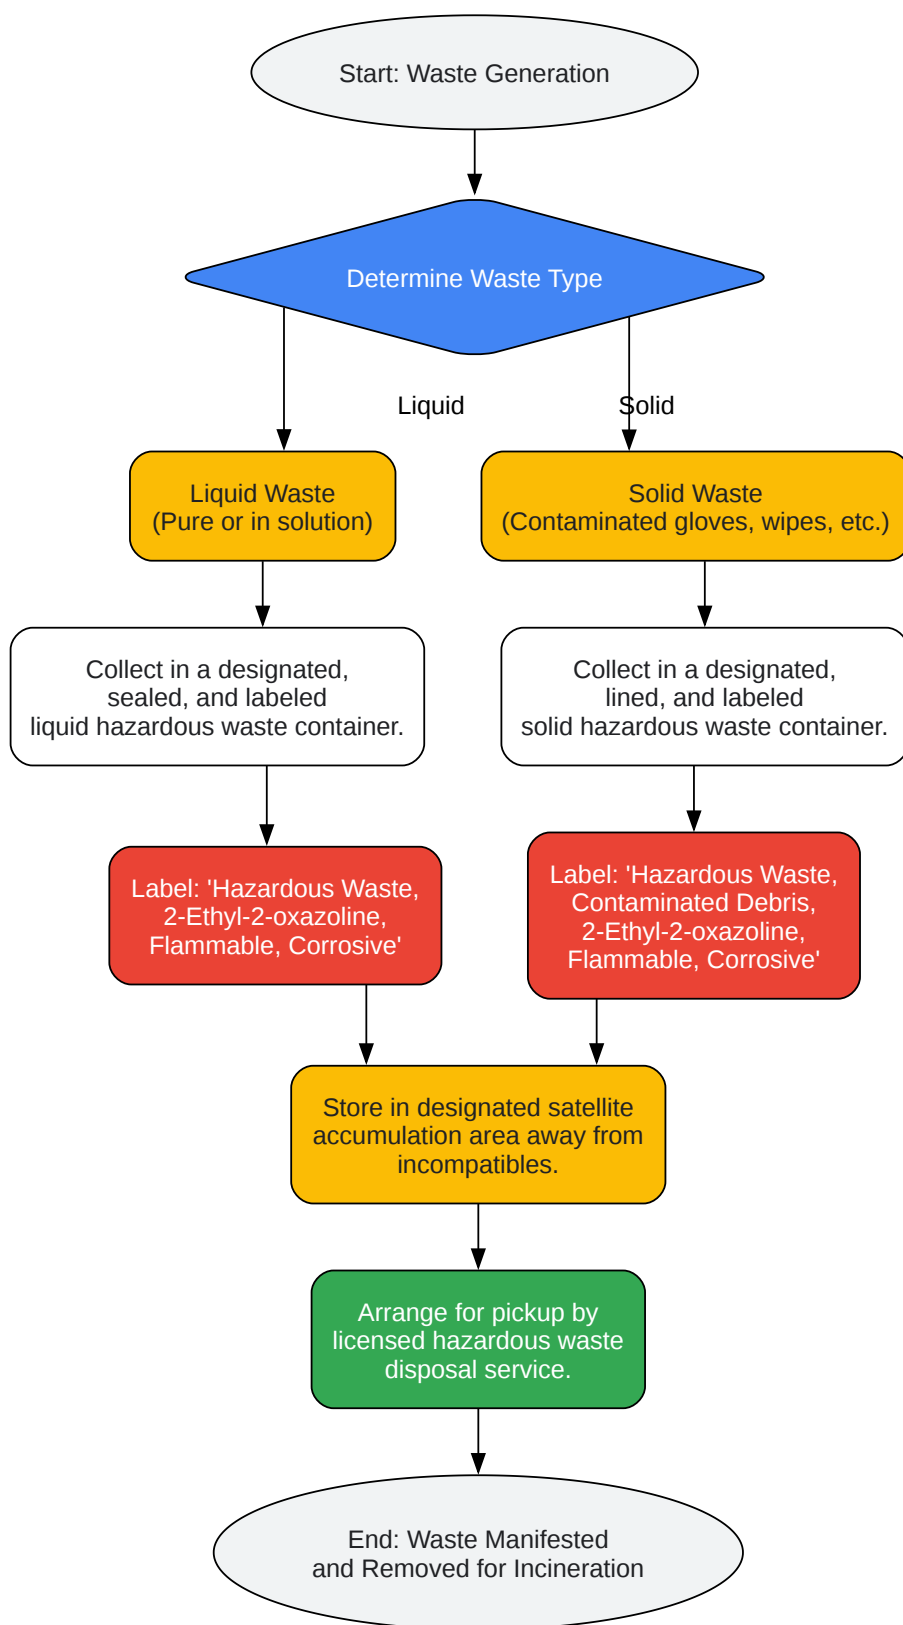 Start: Waste Generation
Determine Waste Type
Liquid
Solid
Liquid Waste
(Pure or in solution)
Solid Waste
(Contaminated gloves, wipes, etc.)
Collect in a designated,
sealed, and labeled
liquid hazardous waste container.
Collect in a designated,
lined, and labeled
solid hazardous waste container.
Label: 'Hazardous Waste,
2-Ethyl-2-oxazoline,
Flammable, Corrosive'
Label: 'Hazardous Waste,
Contaminated Debris,
2-Ethyl-2-oxazoline,
Flammable, Corrosive'
Store in designated satellite
accumulation area away from
incompatibles.
Arrange for pickup by
licensed hazardous waste
disposal service.
End: Waste Manifested
and Removed for Incineration